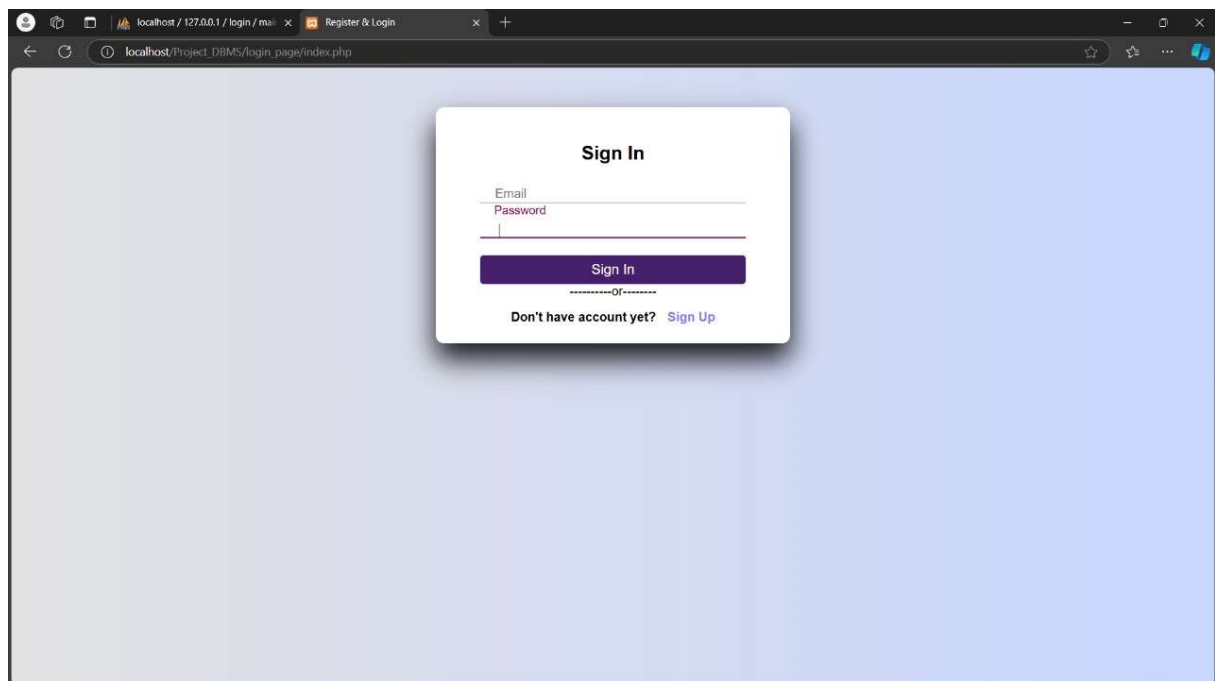 localhost / 127.0.0.1 / login / mai
Register & Login
localhost/Project_DBMS/login_page/index.php
Sign In
Email
Password
Sign In
----------or--------
Don't have account yet? Sign Up